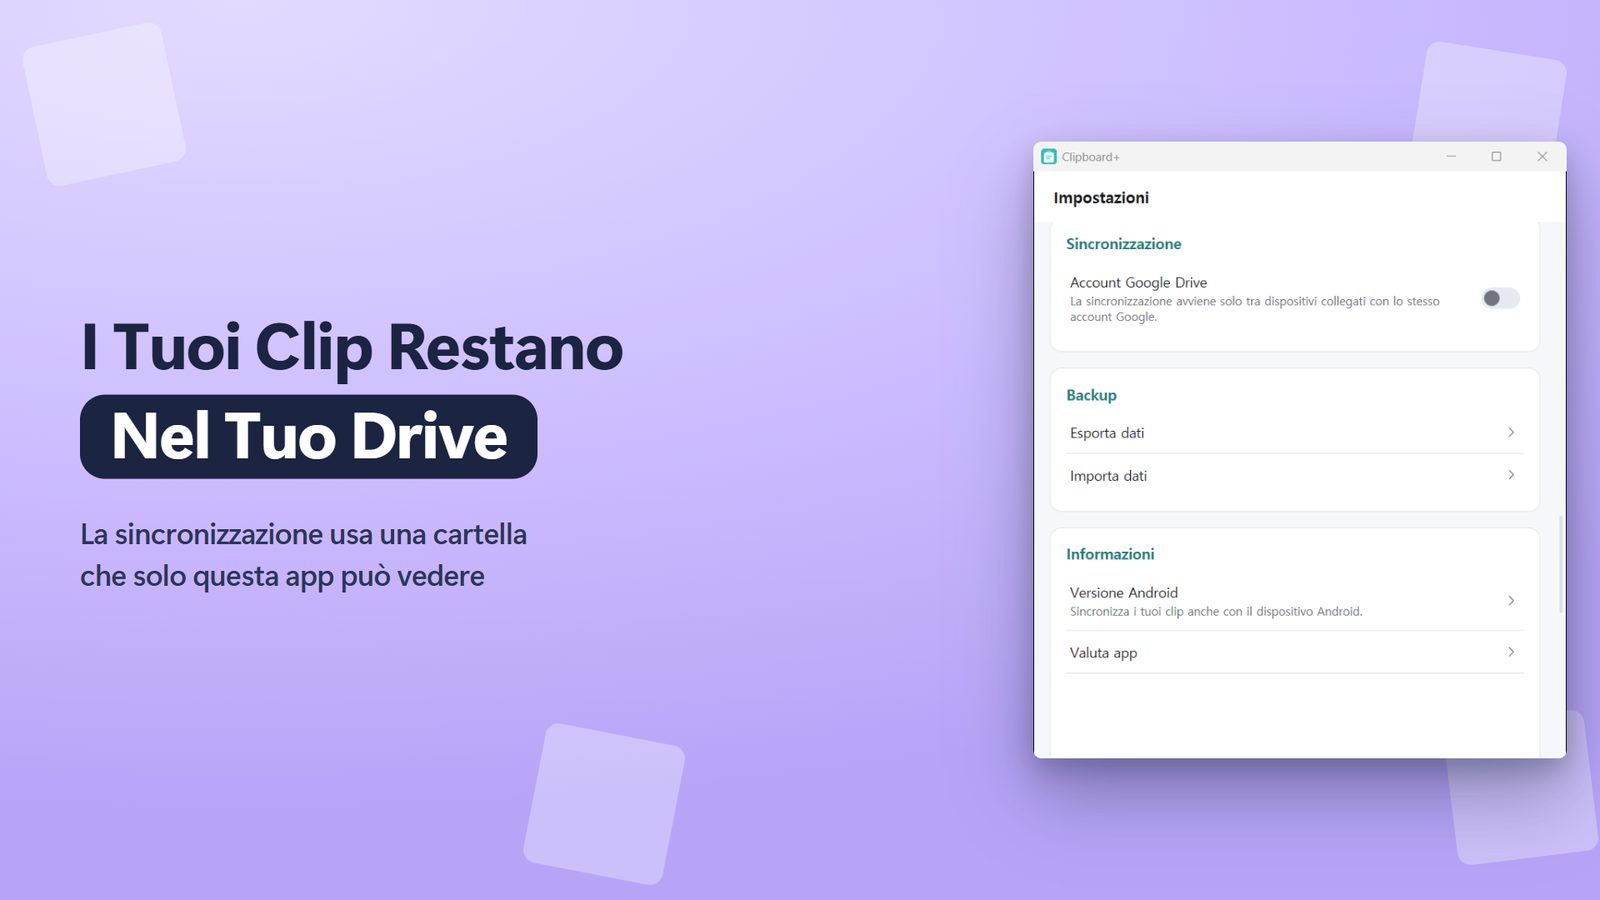 I Tuoi Clip Restano
Nel Tuo Drive
La sincronizzazione usa una cartella
che solo questa app può vedere
Clipboard+
Impostazioni
Sincronizzazione
Account Google Drive
La sincronizzazione avviene solo tra dispositivi collegati con lo stesso
account Google.
Backup
Esporta dati
Importa dati
Informazioni
Versione Android
Sincronizza i tuoi clip anche con il dispositivo Android.
Valuta app